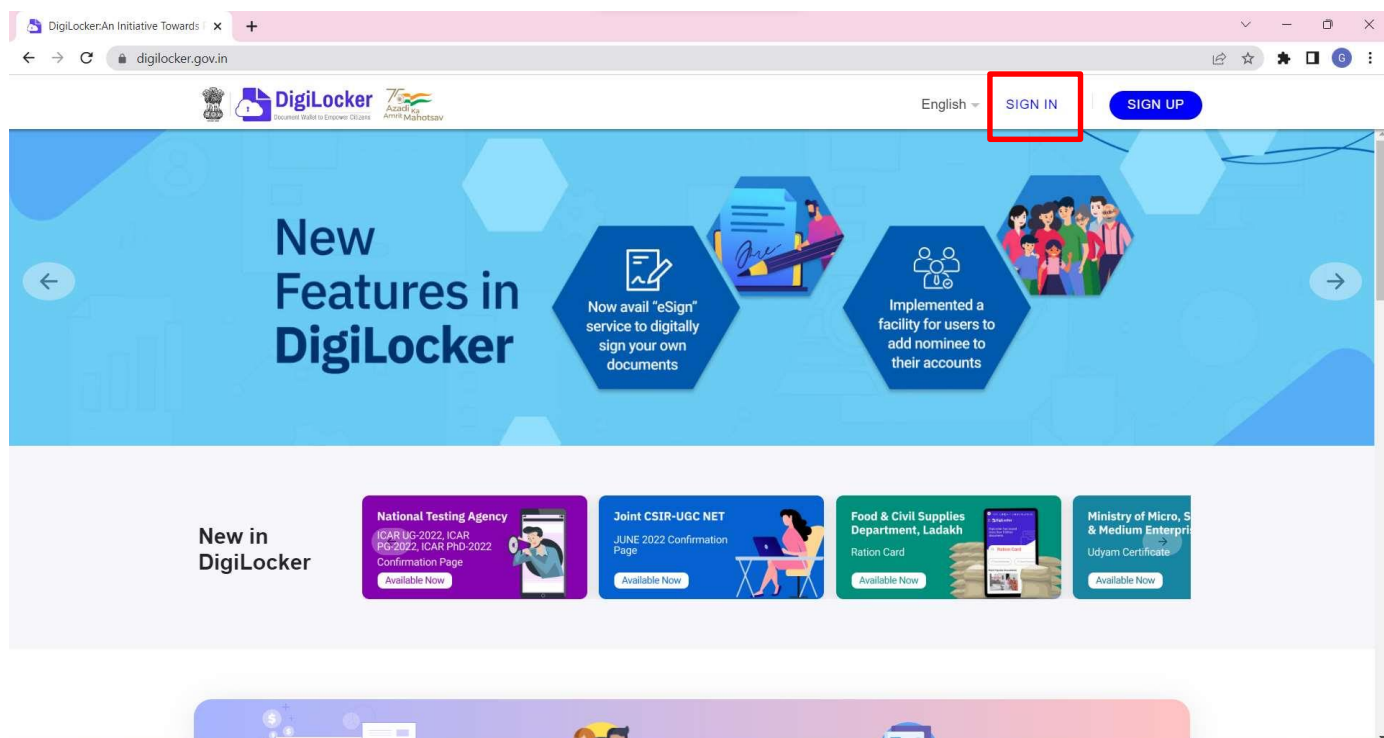 DigiLocker:An Initiative Towards
digilocker.gov.in
G
DigiLocker
Document Wallet to Empower Citizens
75
Azadi Ka
Amrit Mahotsav
English
SIGN IN
SIGN UP
New
Features in
DigiLocker
Now avail "eSign"
service to digitally
sign your own
documents
Implemented a
facility for users to
add nominee to
their accounts
New in
DigiLocker
National Testing Agency
ICAR UG-2022, ICAR
PG-2022, ICAR PhD-2022
Confirmation Page
Available Now
Joint CSIR-UGC NET
JUNE 2022 Confirmation
Page
Available Now
Food & Civil Supplies
Department, Ladakh
Ration Card
Available Now
Ration Card
Ministry of Micro, S
& Medium Enterpri
Udyam Certificate
Available Now